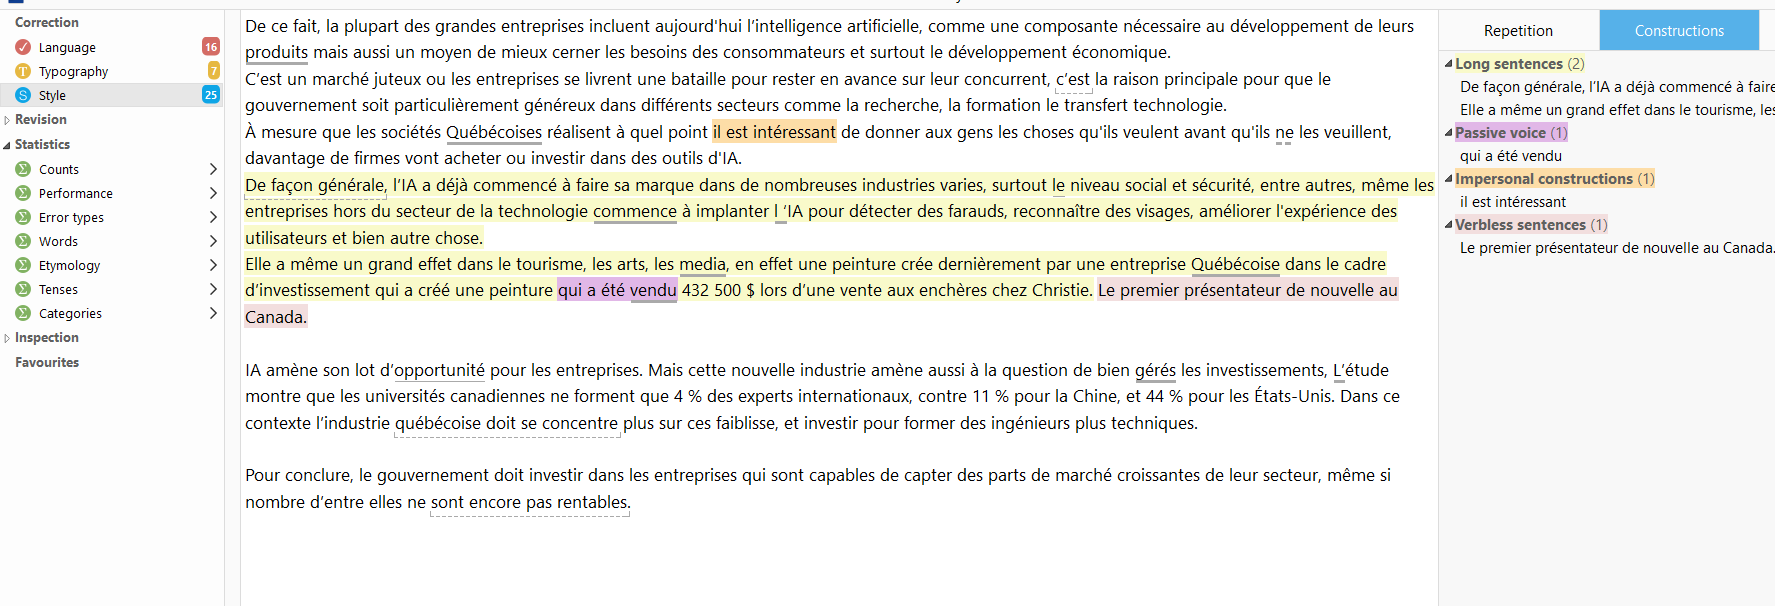 Correction
Language 16
Typography 7
Style 25
Revision
Statistics
Counts
Performance
Error types
Words
Etymology
Tenses
Categories
Inspection
Favourites
De ce fait, la plupart des grandes entreprises incluent aujourd'hui l’intelligence artificielle, comme une composante nécessaire au développement de leurs
produits mais aussi un moyen de mieux cerner les besoins des consommateurs et surtout le développement économique.
C’est un marché juteux ou les entreprises se livrent une bataille pour rester en avance sur leur concurrent, c’est la raison principale pour que le
gouvernement soit particulièrement généreux dans différents secteurs comme la recherche, la formation le transfert technologie.
À mesure que les sociétés Québécoises réalisent à quel point il est intéressant de donner aux gens les choses qu'ils veulent avant qu'ils ne les veuillent,
davantage de firmes vont acheter ou investir dans des outils d'IA.
De façon générale, l’IA a déjà commencé à faire sa marque dans de nombreuses industries varies, surtout le niveau social et sécurité, entre autres, même les
entreprises hors du secteur de la technologie commence à implanter l ‘IA pour détecter des farauds, reconnaître des visages, améliorer l'expérience des
utilisateurs et bien autre chose.
Elle a même un grand effet dans le tourisme, les arts, les media, en effet une peinture crée dernièrement par une entreprise Québécoise dans le cadre
d’investissement qui a créé une peinture qui a été vendu 432 500 $ lors d’une vente aux enchères chez Christie. Le premier présentateur de nouvelle au
Canada.
IA amène son lot d’opportunité pour les entreprises. Mais cette nouvelle industrie amène aussi à la question de bien gérés les investissements, L’étude
montre que les universités canadiennes ne forment que 4 % des experts internationaux, contre 11 % pour la Chine, et 44 % pour les États-Unis. Dans ce
contexte l’industrie québécoise doit se concentre plus sur ces faiblisse, et investir pour former des ingénieurs plus techniques.
Pour conclure, le gouvernement doit investir dans les entreprises qui sont capables de capter des parts de marché croissantes de leur secteur, même si
nombre d’entre elles ne sont encore pas rentables.
Repetition Constructions
Long sentences (2)
De façon générale, l’IA a déjà commencé à faire
Elle a même un grand effet dans le tourisme, les
Passive voice (1)
qui a été vendu
Impersonal constructions (1)
il est intéressant
Verbless sentences (1)
Le premier présentateur de nouvelle au Canada.